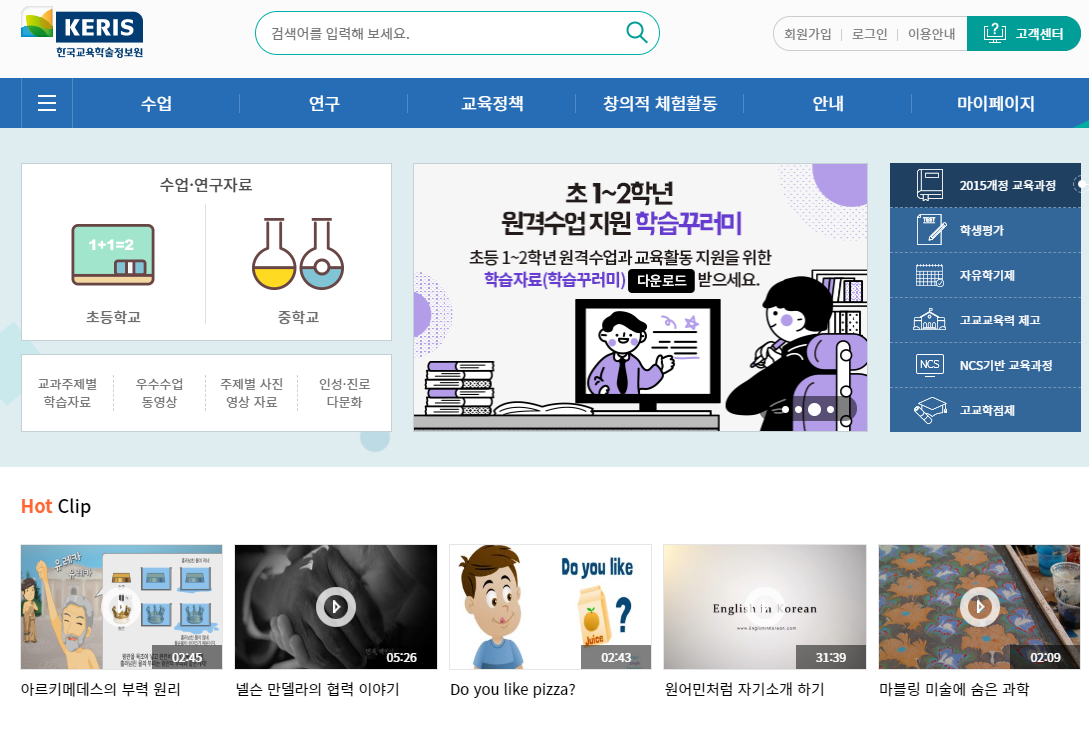 KERIS
한국교육학술정보원
검색어를 입력해 보세요.
회원가입 로그인 이용안내 고객센터
수업 연구 교육정책 창의적 체험활동 안내 마이페이지
수업·연구자료
1+1=2
초등학교 중학교
교과주제별
학습자료
우수수업
동영상
주제별 사진
영상 자료
인성·진로
다문화
초 1~2학년
원격수업 지원 학습꾸러미
초등 1~2학년 원격수업과 교육활동 지원을 위한
학습자료(학습꾸러미) 다운로드 받으세요.
2015개정 교육과정
TEST
학생평가
자유학기제
고교교육력 제고
NCS
NCS기반 교육과정
고교학점제
Hot Clip
유레카
유레카
02:45
아르키메데스의 부력 원리
05:26
넬슨 만델라의 협력 이야기
Do you like
?
Juice
02:43
Do you like pizza?
English in Korean
www.EnglishinKorean.com
31:39
원어민처럼 자기소개 하기
02:09
마블링 미술에 숨은 과학